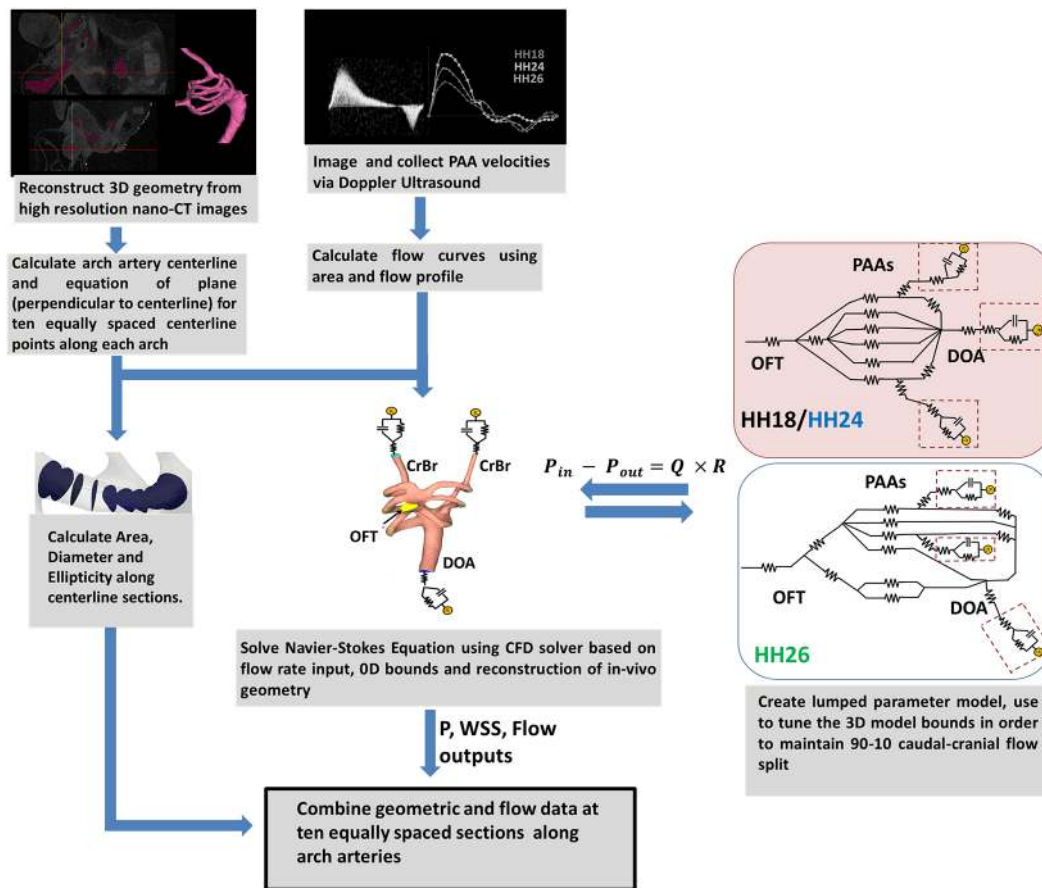 HH18
HH24
HH26
Reconstruct 3D geometry from
high resolution nano-CT images
Image and collect PAA velocities
via Doppler Ultrasound
Calculate arch artery centerline
and equation of plane
(perpendicular to centerline) for
ten equally spaced centerline
points along each arch
Calculate flow curves using
area and flow profile
PAAs
OFT
DOA
HH18/HH24
CrBr
CrBr
OFT
DOA
P_in − P_out = Q × R
PAAs
OFT
DOA
HH26
Calculate Area,
Diameter and
Ellipticity along
centerline sections.
Solve Navier-Stokes Equation using CFD solver based on
flow rate input, 0D bounds and reconstruction of in-vivo
geometry
Create lumped parameter model, use
to tune the 3D model bounds in order
to maintain 90-10 caudal-cranial flow
split
P, WSS, Flow
outputs
Combine geometric and flow data at
ten equally spaced sections along
arch arteries